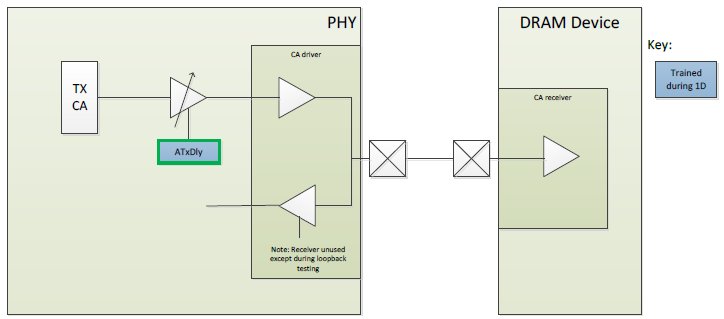 PHY
DRAM Device
Key:
Trained
during 1D
CA driver
TX
CA
ATxDly
CA receiver
Note: Receiver unused
except during loopback
testing